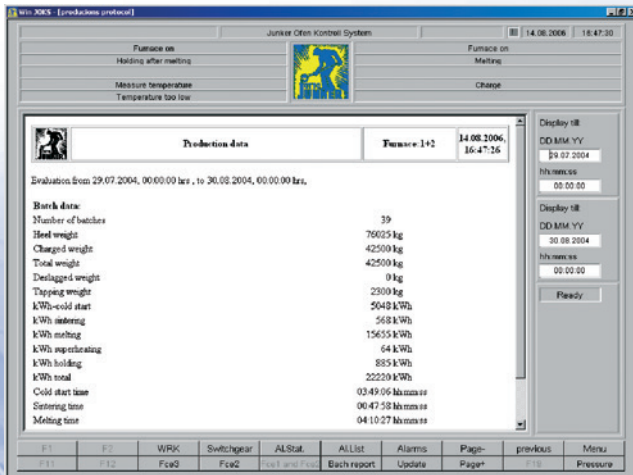 Win JOKS - [producions protocol]
Junker Ofen Kontroll System 14.08.2006 16:47:30
Furnace on Furnace on
Holding after melting Melting
Measure temperature Charge
Temperature too low
Production data Furnace: 1+2 14.08.2006, 16:47:26
Evaluation from 29.07.2004, 00:00:00 hrs , to 30.08.2004, 00:00:00 hrs,
Batch data:
Number of batches 39
Heel weight 76025 kg
Charged weight 42500 kg
Total weight 42500 kg
Deslagged weight 0 kg
Tapping weight 2300 kg
kWh-cold start 5048 kWh
kWh sintering 568 kWh
kWh melting 15655 kWh
kWh superheating 64 kWh
kWh holding 885 kWh
kWh total 22220 kWh
Cold start time 03:49:06 hh:mm:ss
Sintering time 00:47:58 hh:mm:ss
Melting time 04:10:27 hh:mm:ss
Display till:
DD.MM.YY
29.07.2004
hh:mm:ss
00:00:00
Display till:
DD.MM.YY
30.08.2004
hh:mm:ss
00:00:00
Ready
F1 F2 WRK Switchgear Al.Stat. Al.List Alarms Page- previous Menu
F11 F12 Fce3 Fce2 Fce1 and Fce2 Bach report Update Page+ F19 Pressure